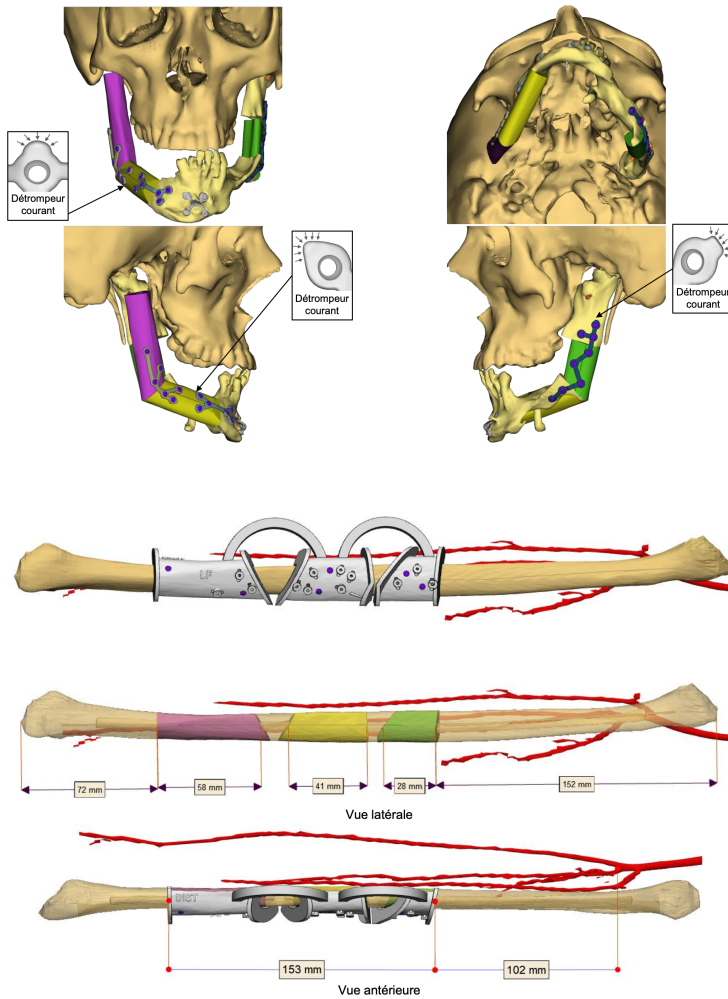 Détrompeur
courant
Détrompeur
courant
Détrompeur
courant
LF
72 mm
58 mm
41 mm
28 mm
152 mm
Vue latérale
DIST
153 mm
102 mm
Vue antérieure